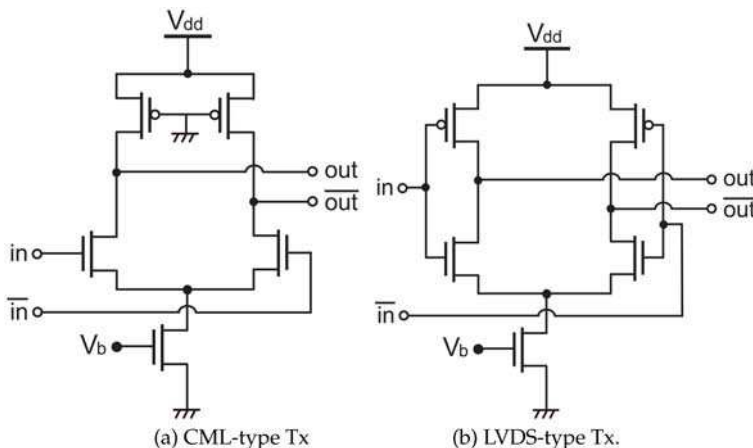 Vdd
out
out
in
in
Vb
(a) CML-type Tx
Vdd
in
out
out
in
Vb
(b) LVDS-type Tx.